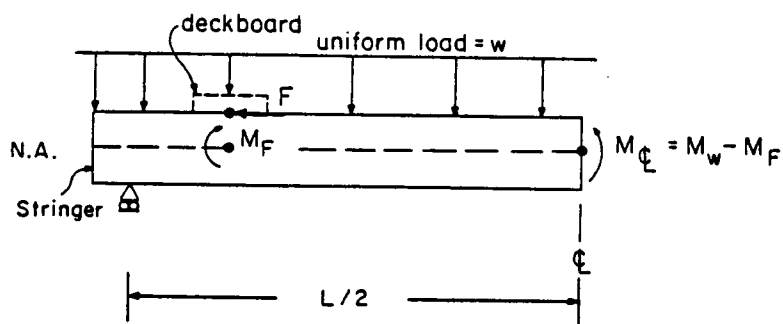 deckboard
uniform load = w
F
N.A.
M_F
M_℄ = M_w - M_F
Stringer
℄
L/2